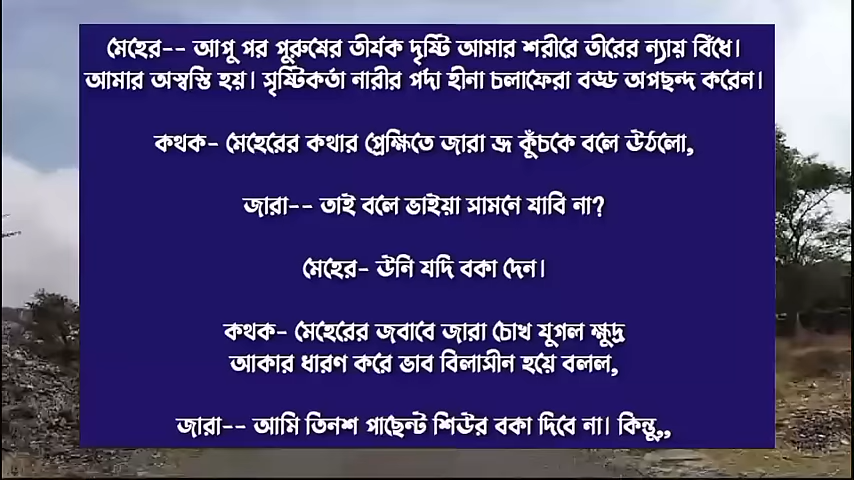 মেহের-- আপু পর পুরুষের তীর্যক দৃষ্টি আমার শরীরে তীরের ন্যায় বিঁধে।
আমার অস্বস্তি হয়। সৃষ্টিকর্তা নারীর পর্দা হীনা চলাফেরা বড্ড অপছন্দ করেন।
কথক- মেহেরের কথার প্রেক্ষিতে জারা ভ্রু কুঁচকে বলে উঠলো,
জারা-- তাই বলে ভাইয়া সামনে যাবি না?
মেহের- উনি যদি বকা দেন।
কথক- মেহেরের জবাবে জারা চোখ যুগল ক্ষুদ্র
আকার ধারণ করে ভাব বিলাসীন হয়ে বলল,
জারা-- আমি তিনশ পাছেন্ট শিউর বকা দিবে না। কিন্তু,,